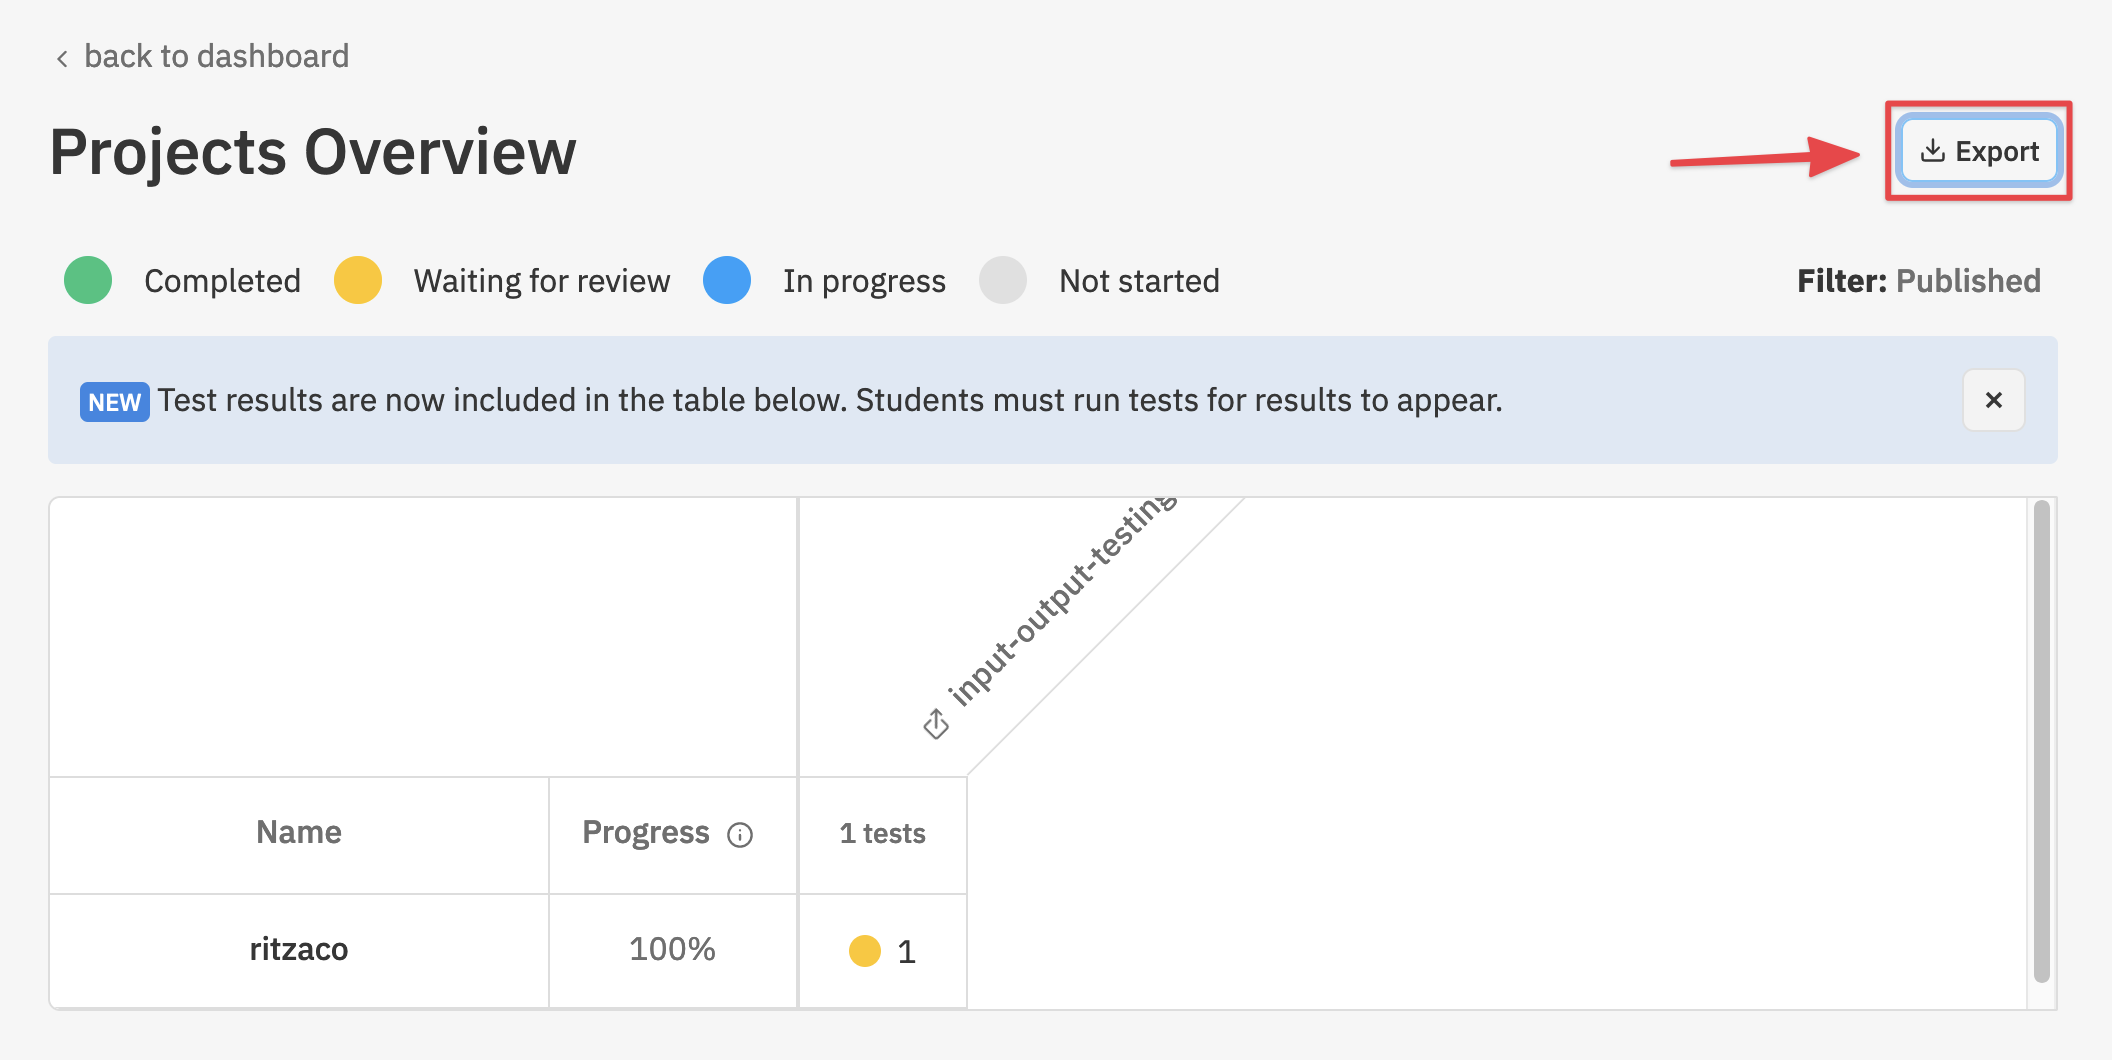 back to dashboard
Projects Overview
Export
Completed
Waiting for review
In progress
Not started
Filter: Published
NEW Test results are now included in the table below. Students must run tests for results to appear.
input-output-testing
Name
Progress
1 tests
ritzaco
100%
1